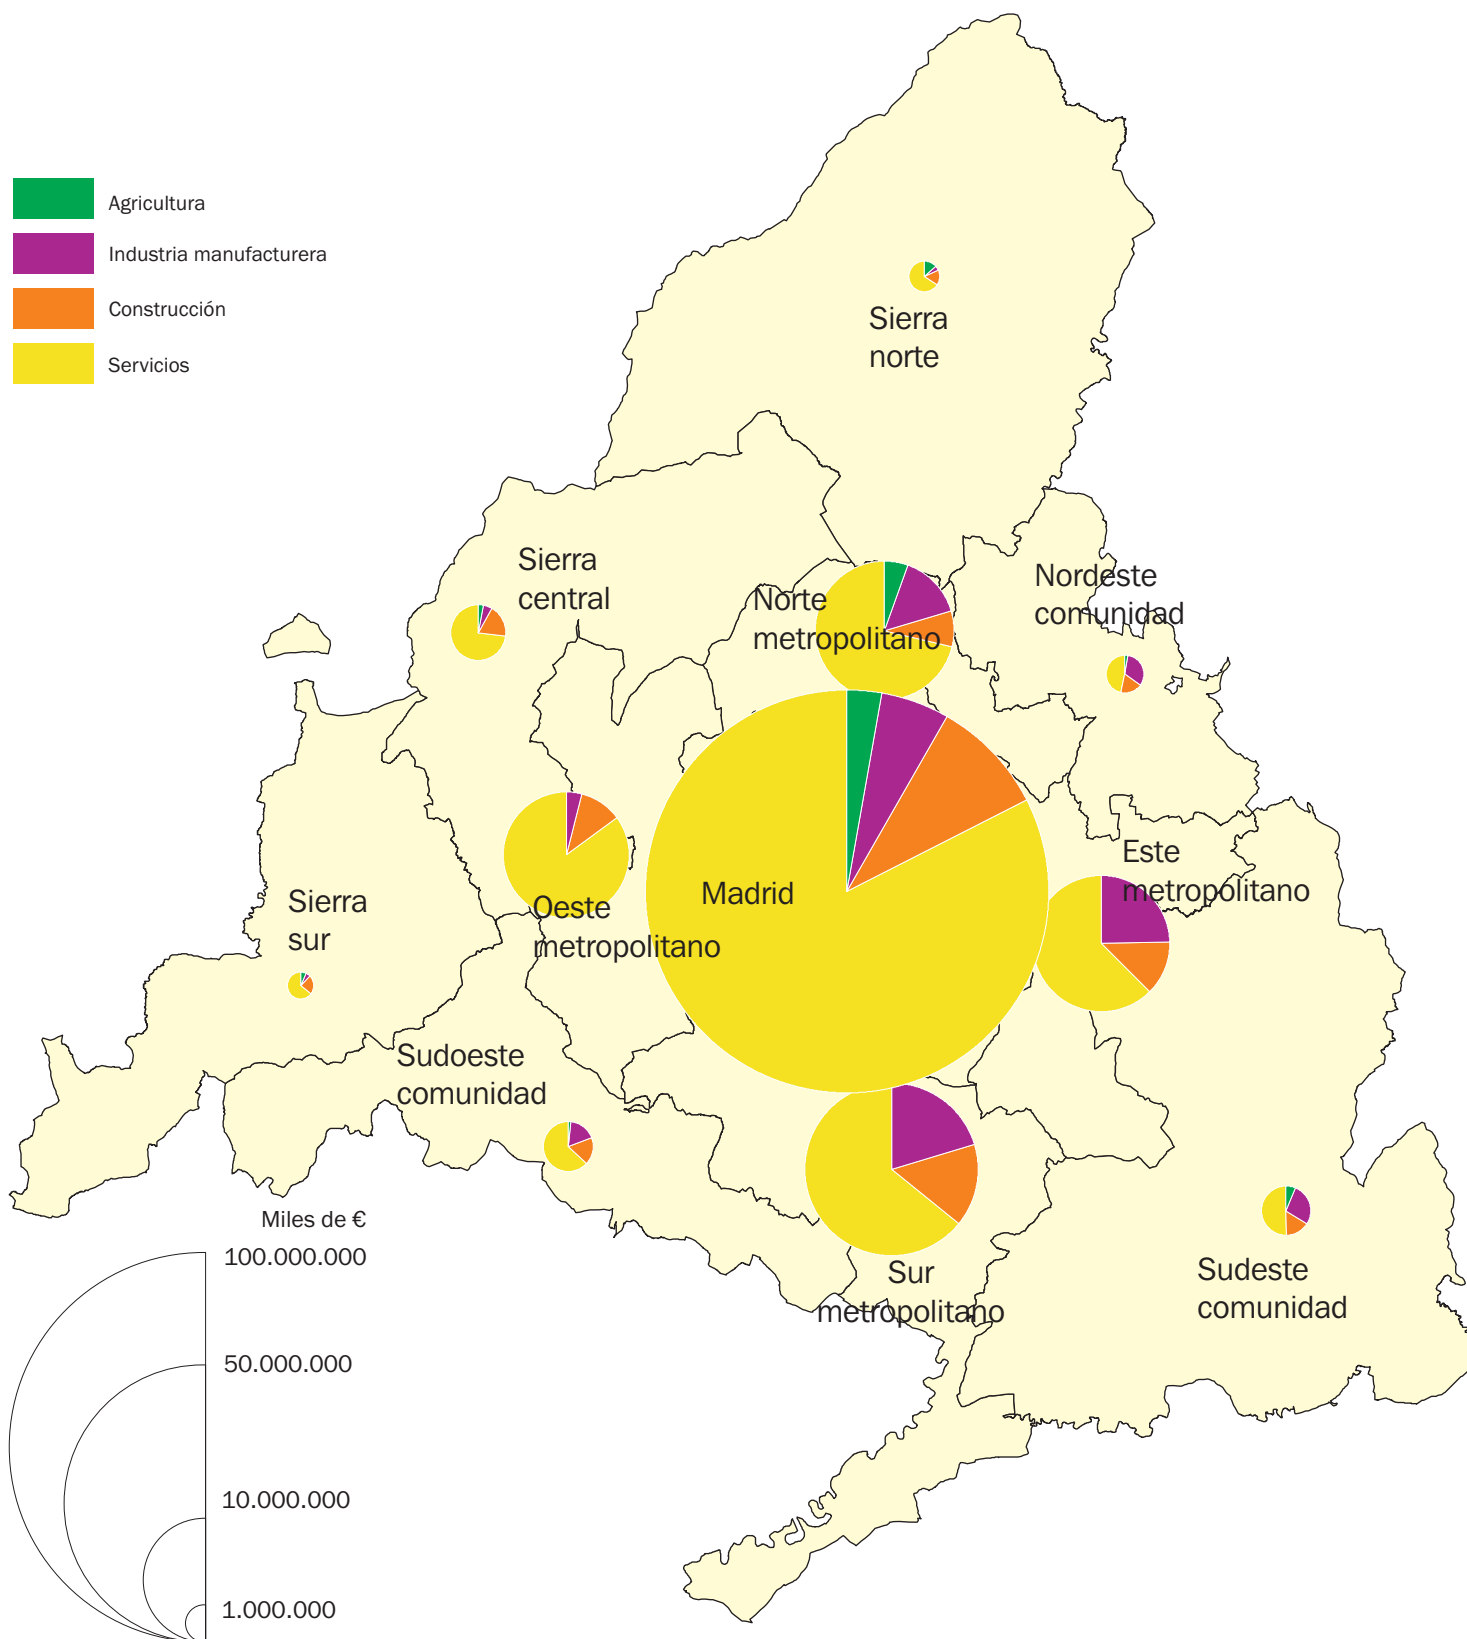 Agricultura
Industria manufacturera
Construcción
Servicios
Sierra
norte
Sierra
central
Nordeste
comunidad
Norte
metropolitano
Este
metropolitano
Madrid
Sierra
sur
Oeste
metropolitano
Sudoeste
comunidad
Sur
metropolitano
Sudeste
comunidad
Miles de €
100.000.000
50.000.000
10.000.000
1.000.000